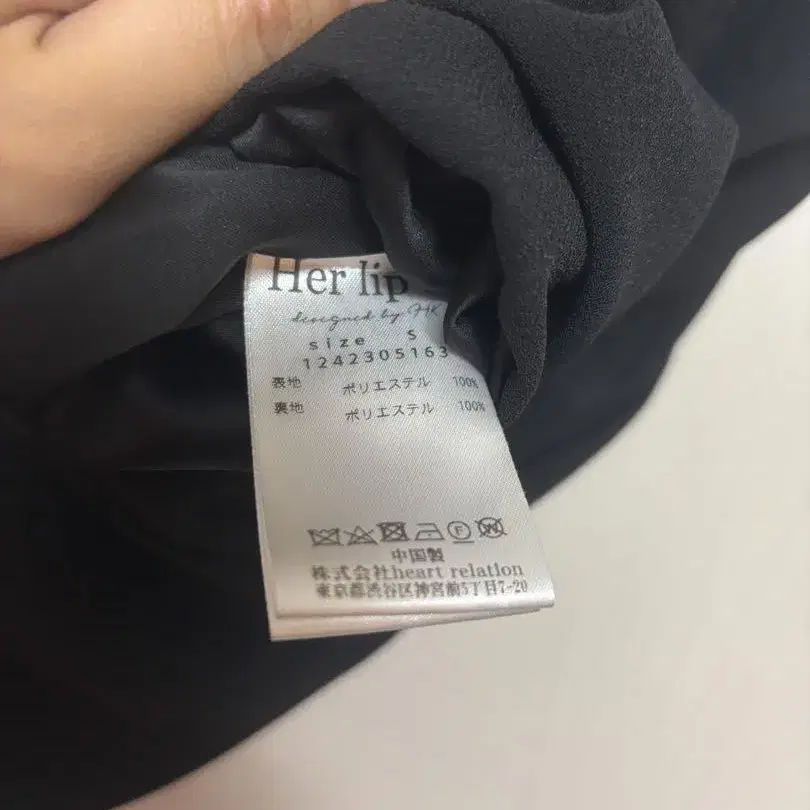 Her lip
designed by
size S
1242305163
表地 ポリエステル 100%
裏地 ポリエステル 100%
中国製
株式会社heart relation
東京都渋谷区神宮前5丁目7-20